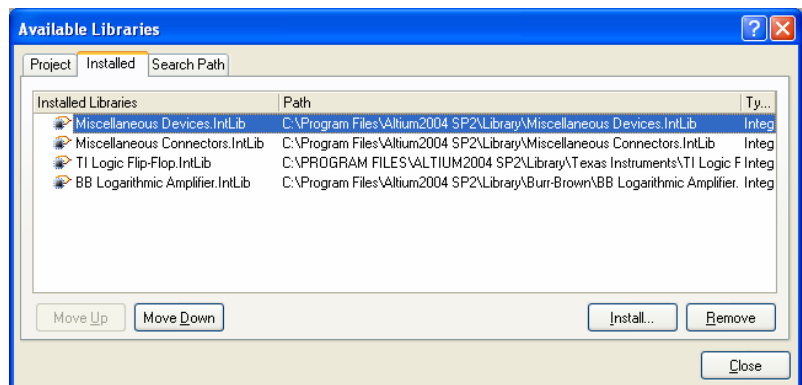 Available Libraries
Project Installed Search Path
Installed Libraries Path Ty...
Miscellaneous Devices.IntLib C:\Program Files\Altium2004 SP2\Library\Miscellaneous Devices.IntLib Integ
Miscellaneous Connectors.IntLib C:\Program Files\Altium2004 SP2\Library\Miscellaneous Connectors.IntLib Integ
TI Logic Flip-Flop.IntLib C:\PROGRAM FILES\ALTIUM2004 SP2\Library\Texas Instruments\TI Logic F Integ
BB Logarithmic Amplifier.IntLib C:\Program Files\Altium2004 SP2\Library\Burr-Brown\BB Logarithmic Amplifier. Integ
Move Up Move Down Install... Remove
Close